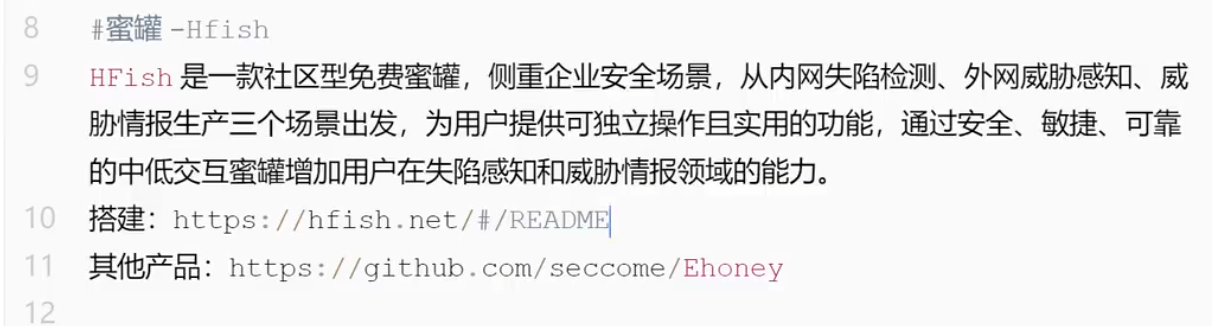 8 #蜜罐 -Hfish
9 HFish 是一款社区型免费蜜罐，侧重企业安全场景，从内网失陷检测、外网威胁感知、威
胁情报生产三个场景出发，为用户提供可独立操作且实用的功能，通过安全、敏捷、可靠
的中低交互蜜罐增加用户在失陷感知和威胁情报领域的能力。
10 搭建：https://hfish.net/#/README
11 其他产品：https://github.com/seccome/Ehoney
12